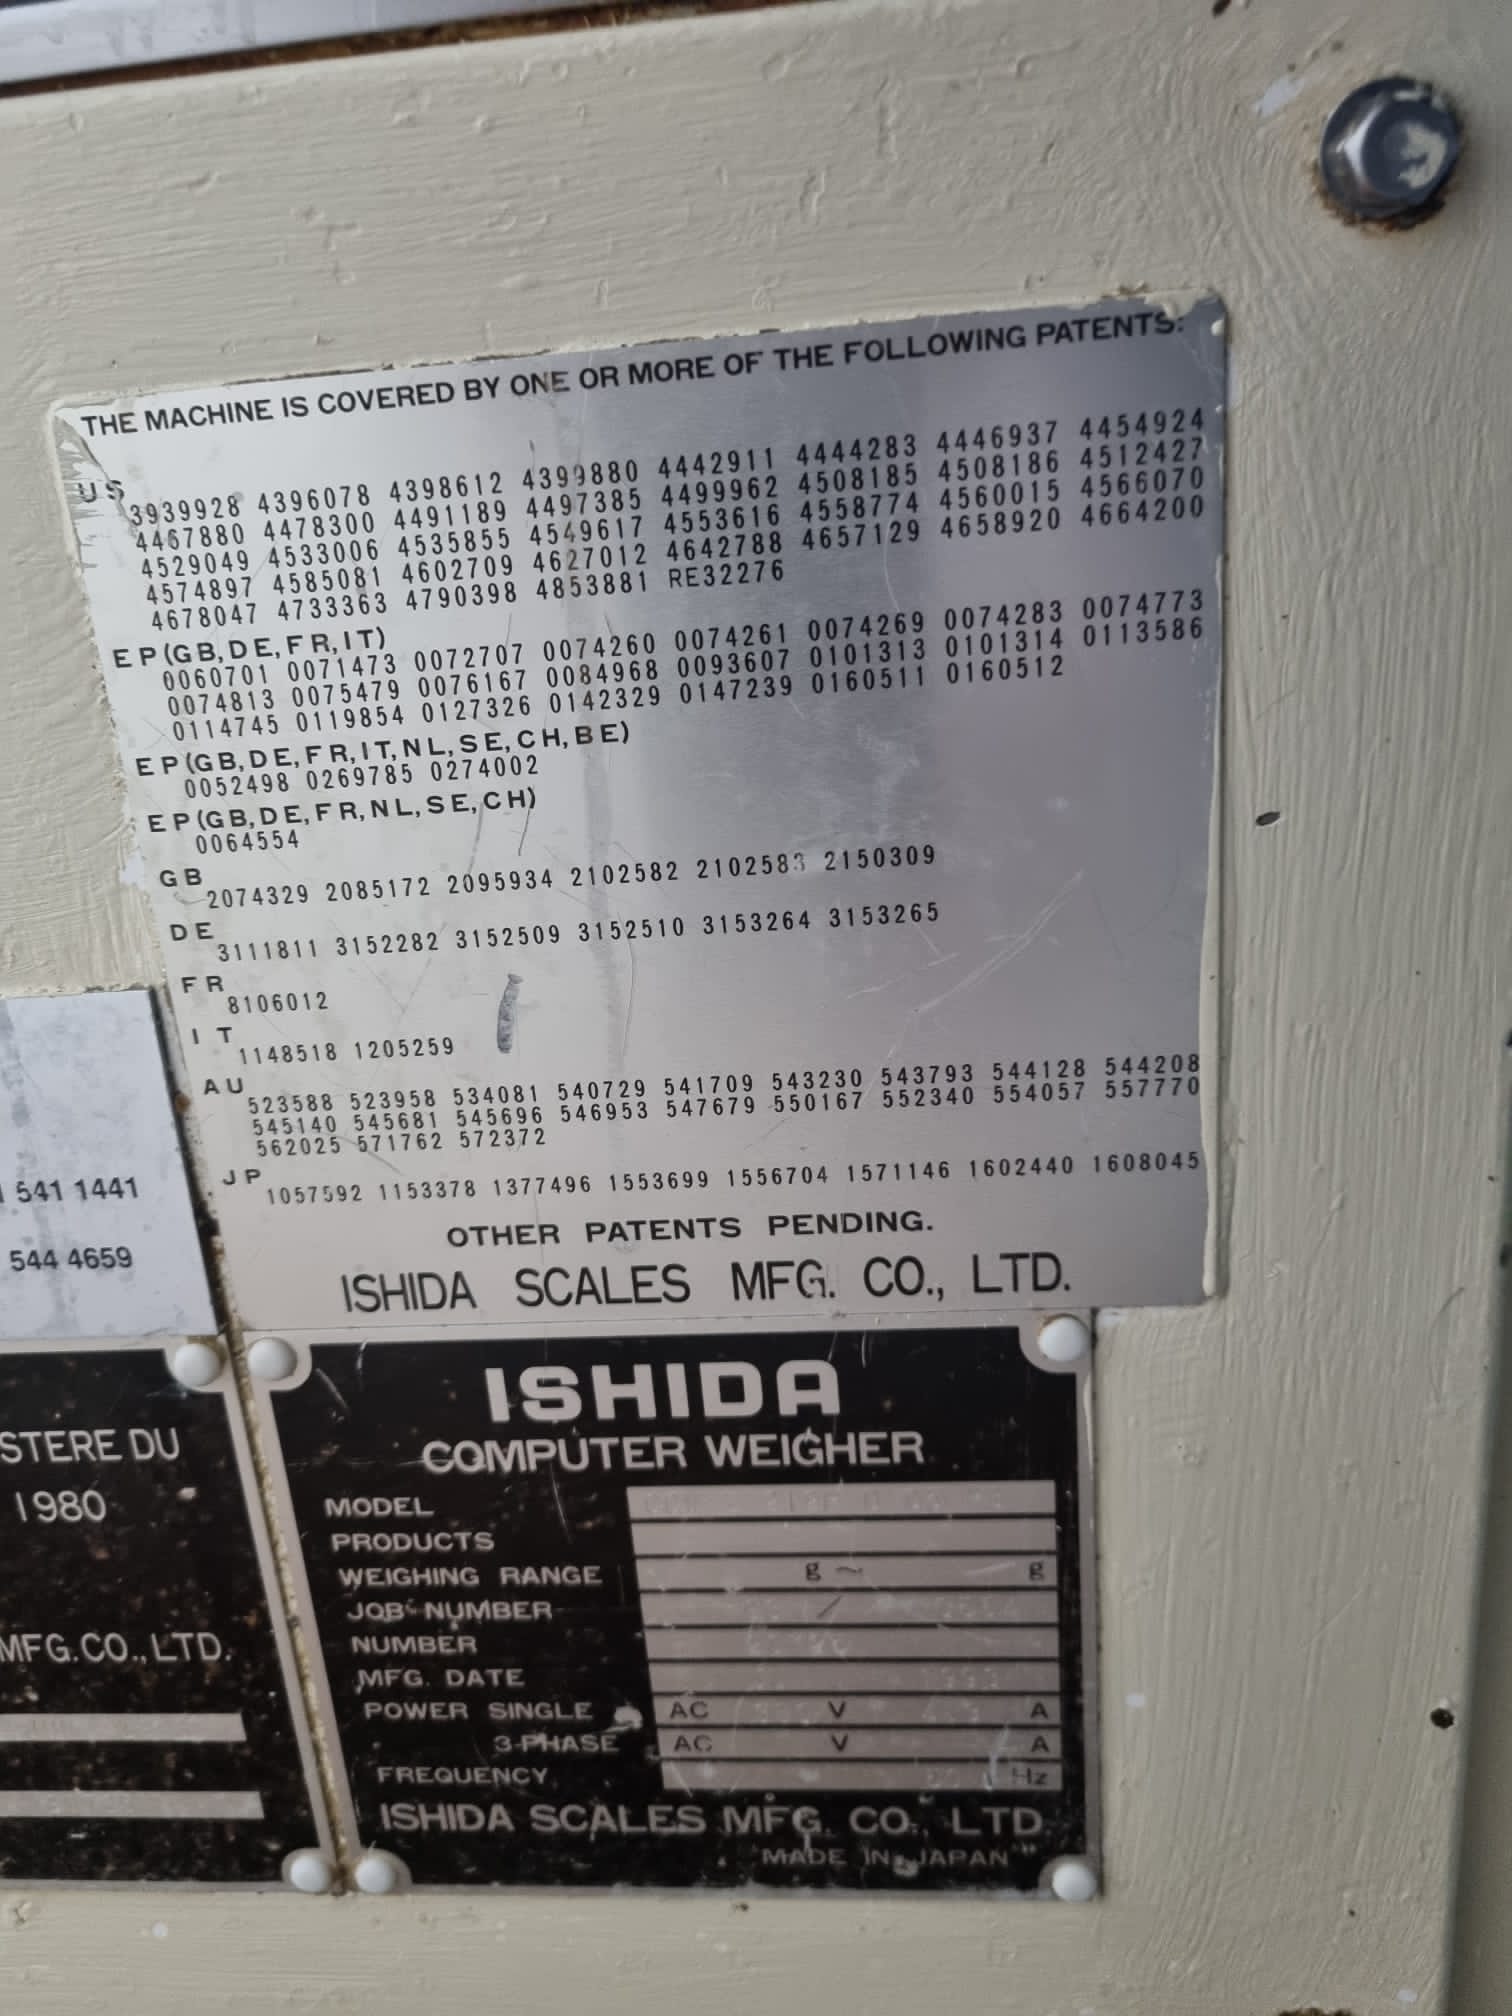 THE MACHINE IS COVERED BY ONE OR MORE OF THE FOLLOWING PATENTS:
US
3939928 4396078 4398612 4399880 4442911 4444283 4446937 4454924
4467880 4478300 4491189 4497385 4499962 4508185 4508186 4512427
4529049 4533006 4535855 4549617 4553616 4558774 4560015 4566070
4574897 4585081 4602709 4627012 4642788 4657129 4658920 4664200
4678047 4733363 4790398 4853881 RE32276
EP(GB,DE,FR,IT)
0060701 0071473 0072707 0074260 0074261 0074269 0074283 0074773
0074813 0075479 0076167 0084968 0093607 0101313 0101314 0113586
0114745 0119854 0127326 0142329 0147239 0160511 0160512
EP(GB,DE,FR,IT,NL,SE,CH,BE)
0052498 0269785 0274002
EP(GB,DE,FR,NL,SE,CH)
0064554
GB
2074329 2085172 2095934 2102582 2102583 2150309
DE
3111811 3152282 3152509 3152510 3153264 3153265
FR
8106012
IT
1148518 1205259
AU
523588 523958 534081 540729 541709 543230 543793 544128 544208
545140 545681 545696 546953 547679 550167 552340 554057 557770
562025 571762 572372
JP
1057592 1153378 1377496 1553699 1556704 1571146 1602440 1608045
OTHER PATENTS PENDING.
ISHIDA SCALES MFG. CO., LTD.
541 1441
544 4659
STERE DU
1980
MFG.CO.,LTD.
ISHIDA
COMPUTER WEIGHER
MODEL
PRODUCTS
WEIGHING RANGE g ~ g
JOB NUMBER
NUMBER
MFG. DATE
POWER SINGLE AC V A
3-PHASE AC V A
FREQUENCY Hz
ISHIDA SCALES MFG. CO., LTD.
MADE IN JAPAN